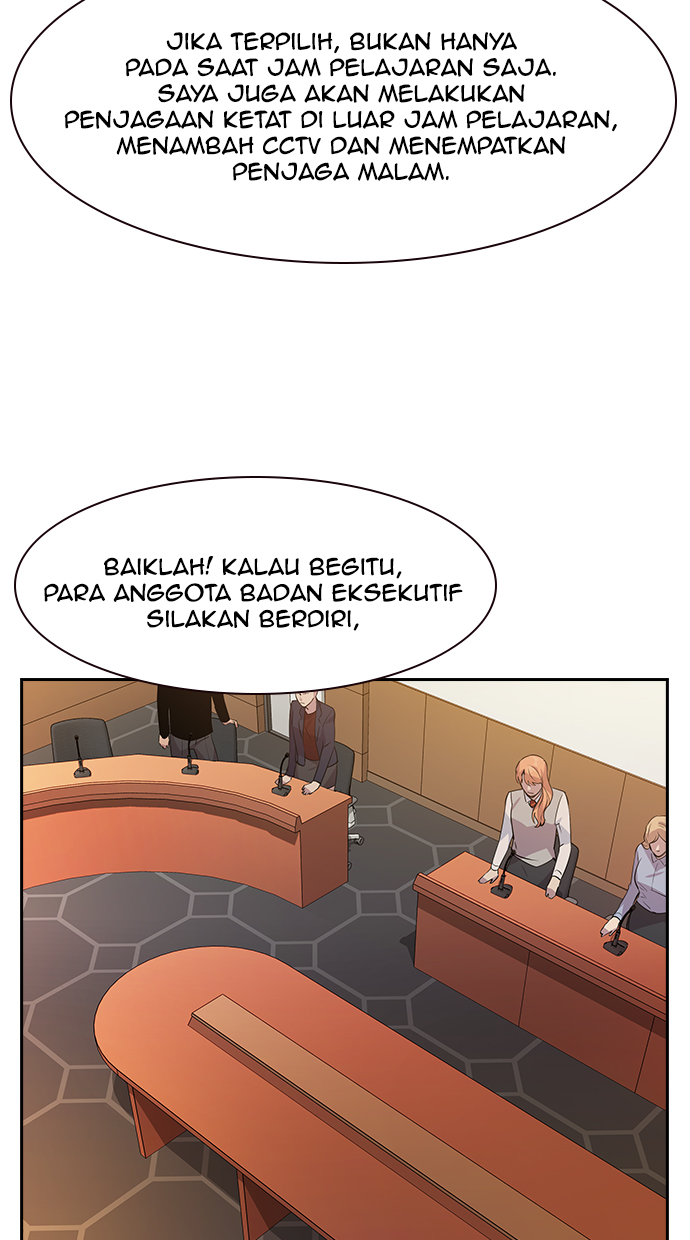 JIKA TERPILIH, BUKAN HANYA
PADA SAAT JAM PELAJARAN SAJA.
SAYA JUGA AKAN MELAKUKAN
PENJAGAAN KETAT DI LUAR JAM PELAJARAN,
MENAMBAH CCTV DAN MENEMPATKAN
PENJAGA MALAM.
BAIKLAH! KALAU BEGITU,
PARA ANGGOTA BADAN EKSEKUTIF
SILAKAN BERDIRI,